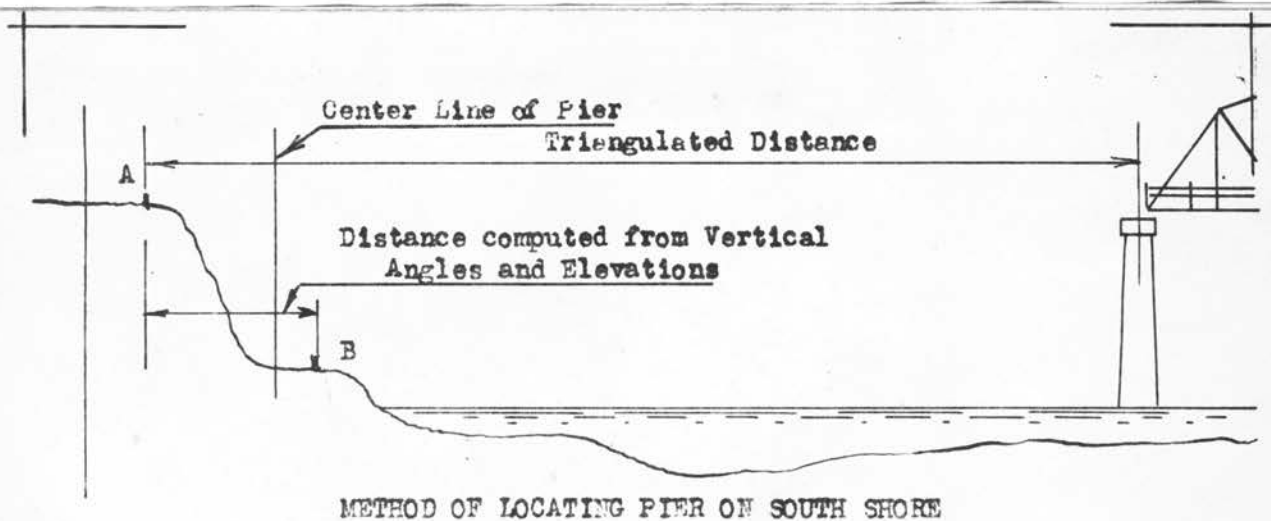 Center Line of Pier
Triangulated Distance
A
Distance computed from Vertical
Angles and Elevations
B
METHOD OF LOCATING PIER ON SOUTH SHORE